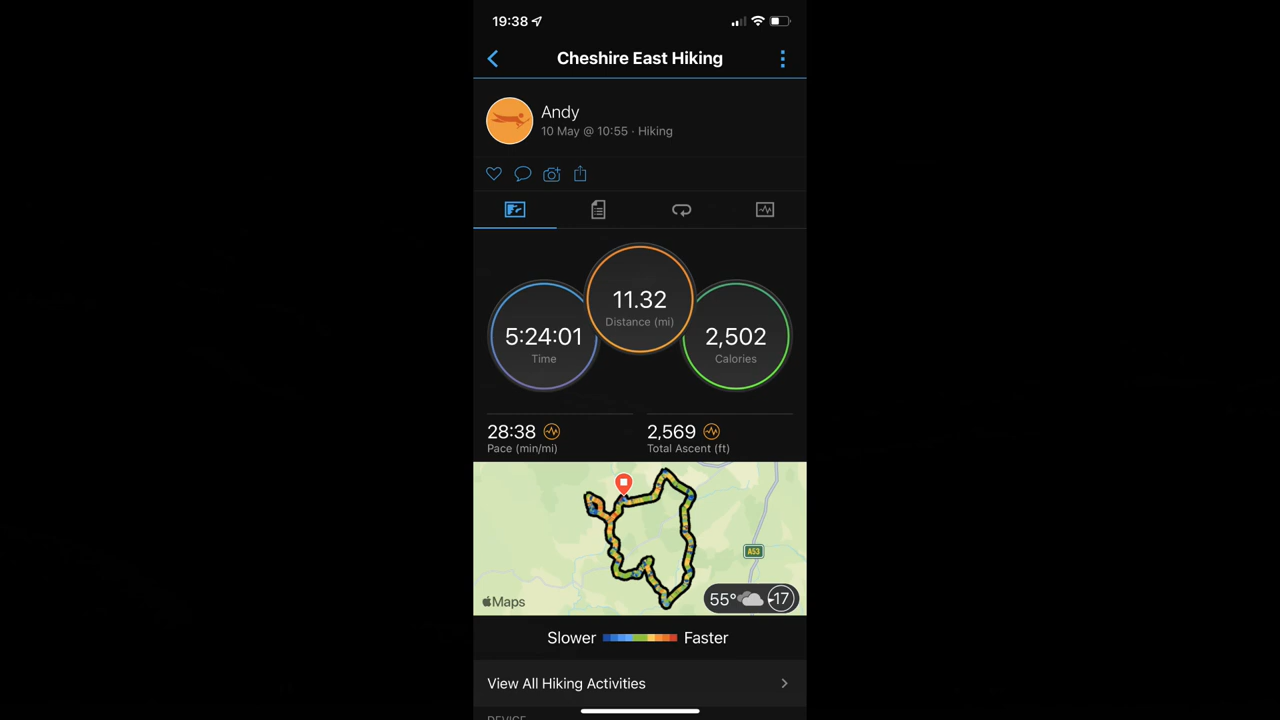 19:38
Cheshire East Hiking
Andy
10 May @ 10:55 · Hiking
11.32
Distance (mi)
5:24:01
Time
2,502
Calories
28:38
Pace (min/mi)
2,569
Total Ascent (ft)
A53
Maps
55° 17
Slower Faster
View All Hiking Activities
DEVICE